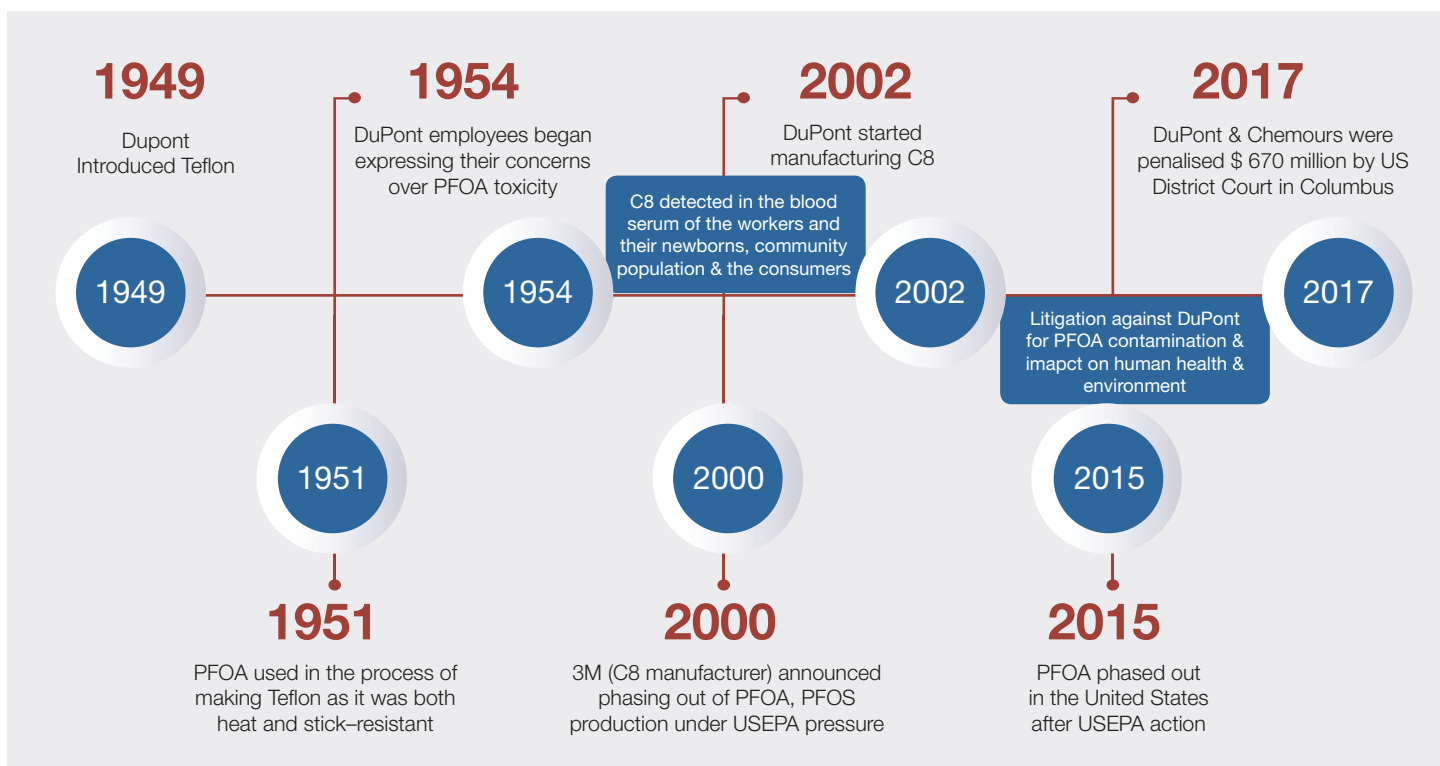 1949
Dupont
Introduced Teflon
1949
1954
DuPont employees began
expressing their concerns
over PFOA toxicity
1954
2002
DuPont started
manufacturing C8
2002
2017
DuPont & Chemours were
penalised $ 670 million by US
District Court in Columbus
2017
C8 detected in the blood
serum of the workers and
their newborns, community
population & the consumers
Litigation against DuPont
for PFOA contamination &
imapct on human health &
environment
1951
1951
PFOA used in the process of
making Teflon as it was both
heat and stick–resistant
2000
2000
3M (C8 manufacturer) announced
phasing out of PFOA, PFOS
production under USEPA pressure
2015
2015
PFOA phased out
in the United States
after USEPA action